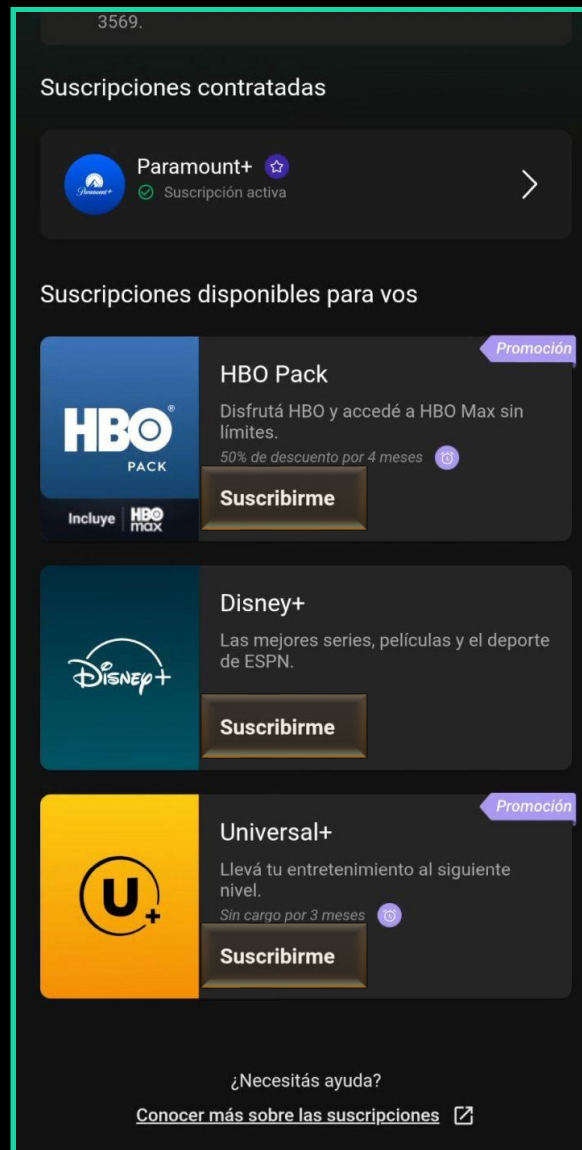 3569.
Suscripciones contratadas
Paramount+
Paramount+
Suscripción activa
Suscripciones disponibles para vos
Promoción
HBO Pack
HBO®
PACK
Disfrutá HBO y accedé a HBO Max sin
límites.
50% de descuento por 4 meses
Suscribirme
Incluye HBO
max
Disney+
Disney+
Las mejores series, películas y el deporte
de ESPN.
Suscribirme
Promoción
Universal+
U+
Llevá tu entretenimiento al siguiente
nivel.
Sin cargo por 3 meses
Suscribirme
¿Necesitás ayuda?
Conocer más sobre las suscripciones